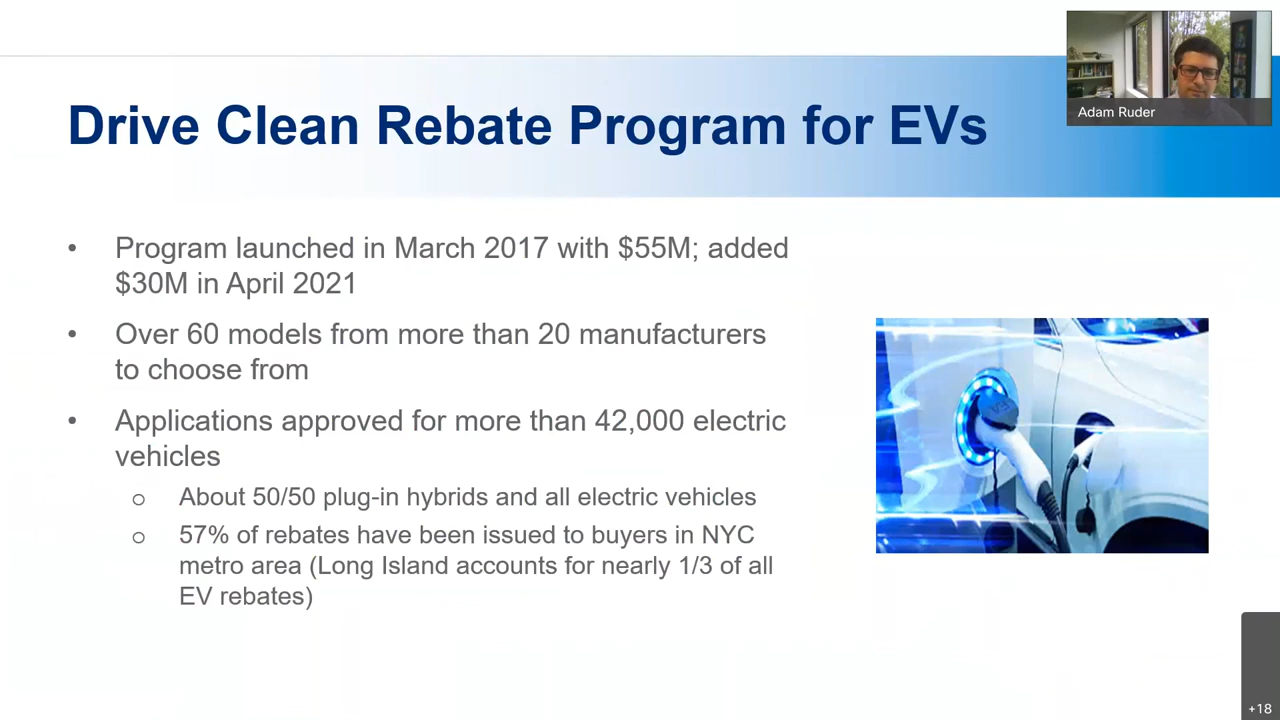 Drive Clean Rebate Program for EVs
Adam Ruder
• Program launched in March 2017 with $55M; added
$30M in April 2021
• Over 60 models from more than 20 manufacturers
to choose from
• Applications approved for more than 42,000 electric
vehicles
o About 50/50 plug-in hybrids and all electric vehicles
o 57% of rebates have been issued to buyers in NYC
metro area (Long Island accounts for nearly 1/3 of all
EV rebates)
+18